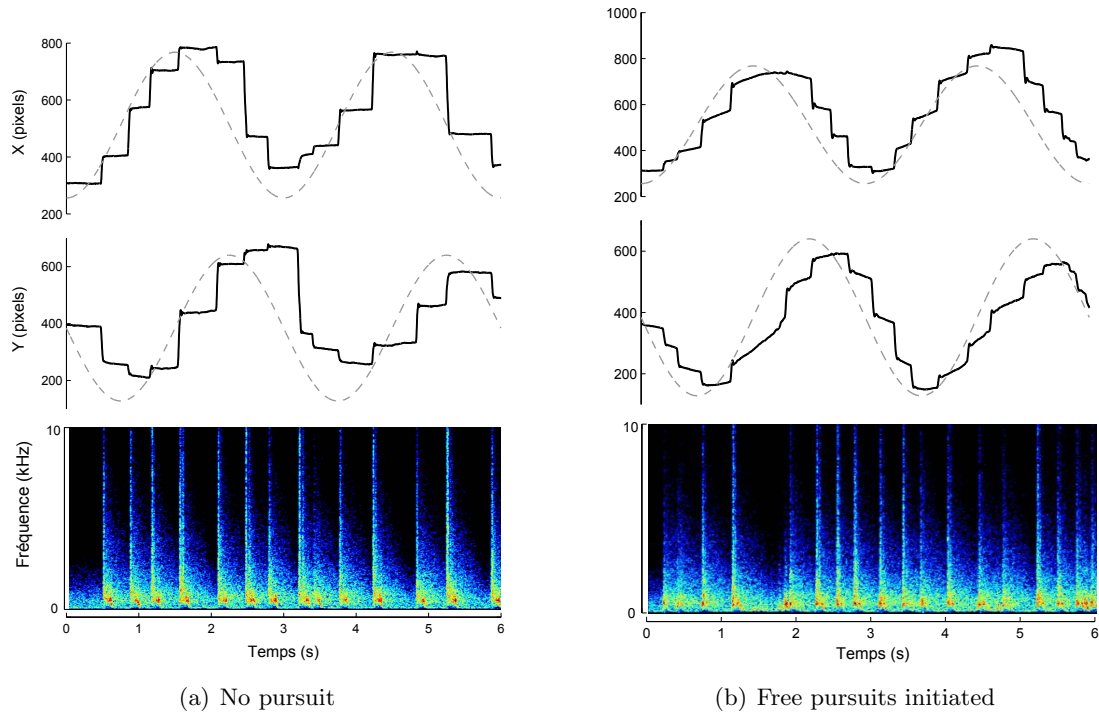 800
600
400
200
X (pixels)
600
400
200
Y (pixels)
10
0
Fréquence (kHz)
0 1 2 3 4 5 6
Temps (s)
(a) No pursuit
1000
800
600
400
200
600
400
200
0
10
0
0 1 2 3 4 5 6
Temps (s)
(b) Free pursuits initiated